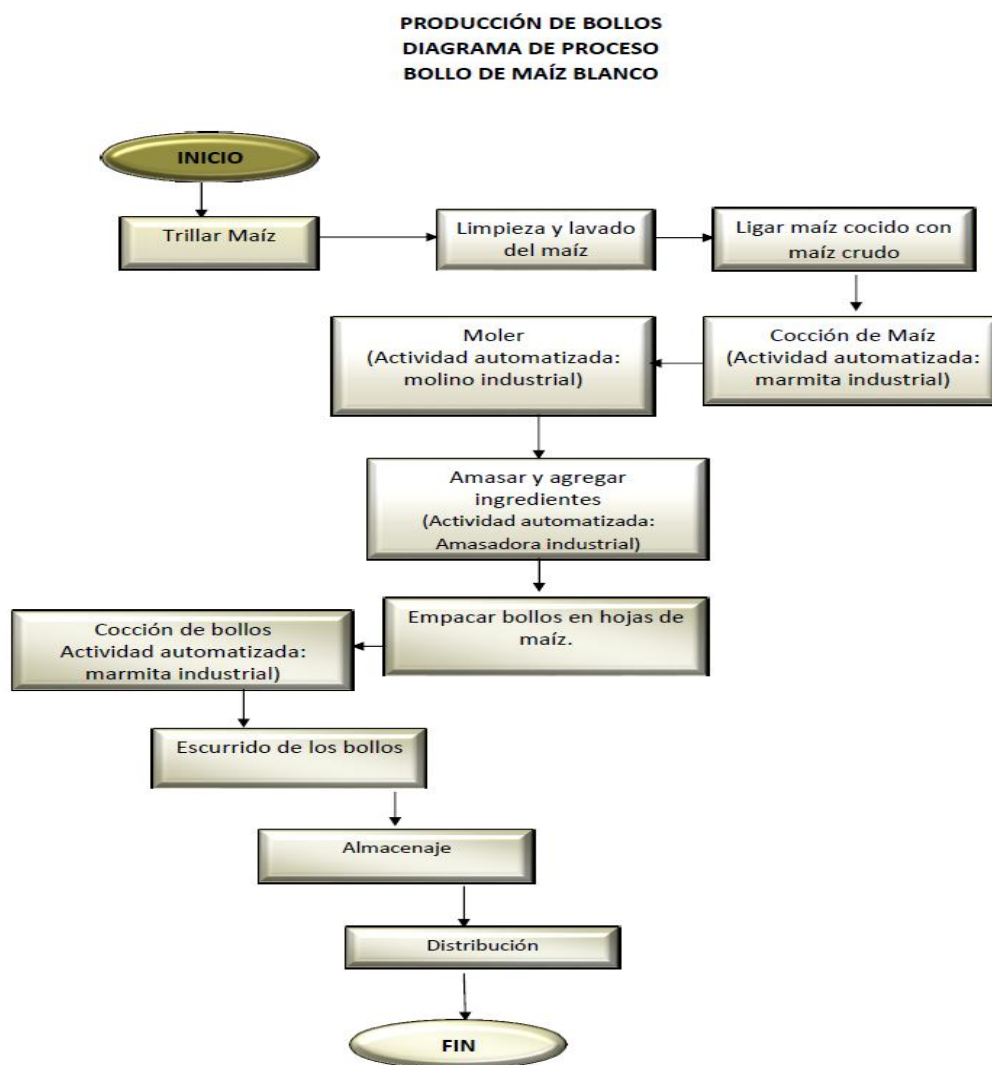 PRODUCCIÓN DE BOLLOS
DIAGRAMA DE PROCESO
BOLLO DE MAÍZ BLANCO
INICIO
Trillar Maíz
Limpieza y lavado
del maíz
Ligar maíz cocido con
maíz crudo
Cocción de Maíz
(Actividad automatizada:
marmita industrial)
Moler
(Actividad automatizada:
molino industrial)
Amasar y agregar
ingredientes
(Actividad automatizada:
Amasadora industrial)
Empacar bollos en hojas de
maíz.
Cocción de bollos
Actividad automatizada:
marmita industrial)
Escurrido de los bollos
Almacenaje
Distribución
FIN